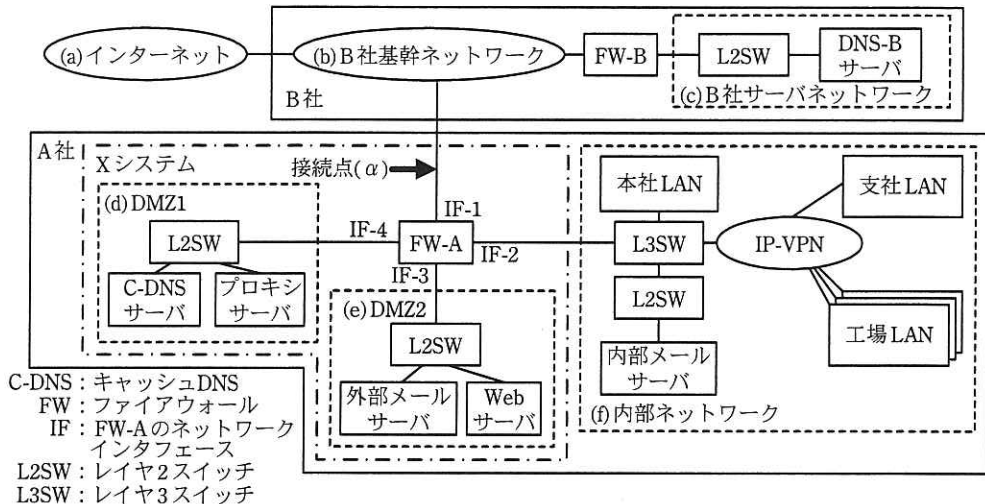 (a)インターネット
(b)B社基幹ネットワーク
FW-B
L2SW
DNS-B
サーバ
(c)B社サーバネットワーク
B社
A社
Xシステム
接続点(α)
(d)DMZ1
L2SW
C-DNS
サーバ
プロキシ
サーバ
IF-1
IF-4
FW-A
IF-2
IF-3
(e)DMZ2
L2SW
外部メール
サーバ
Web
サーバ
本社LAN
支社LAN
L3SW
IP-VPN
L2SW
内部メール
サーバ
工場LAN
(f)内部ネットワーク
C-DNS：キャッシュDNS
FW：ファイアウォール
IF：FW-Aのネットワーク
インタフェース
L2SW：レイヤ2スイッチ
L3SW：レイヤ3スイッチ